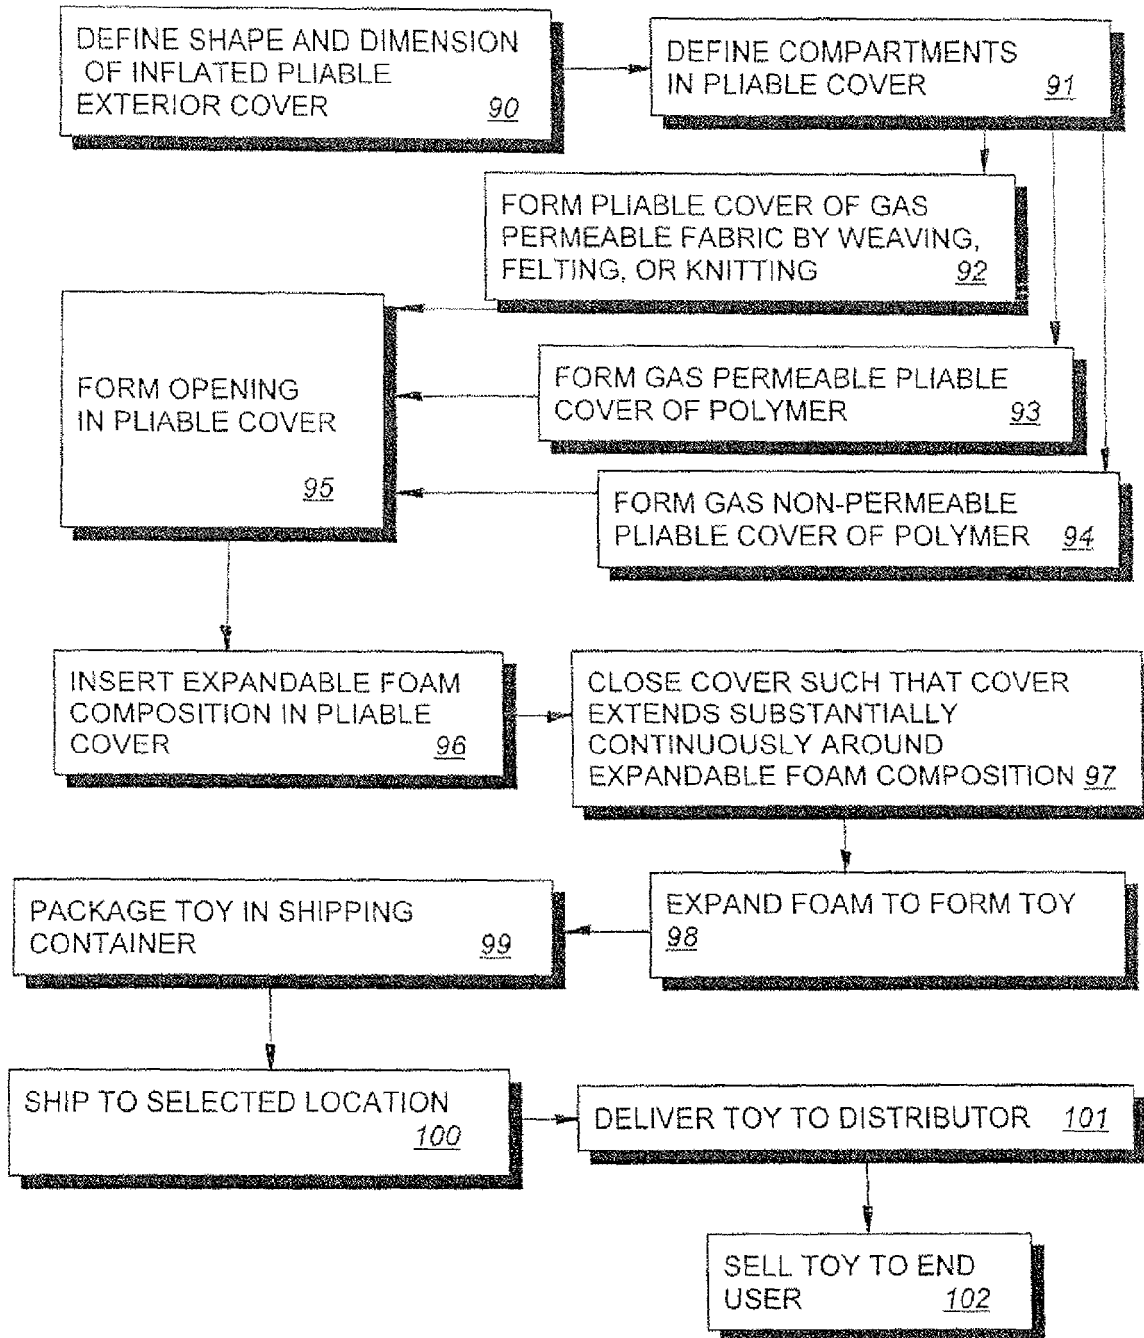 DEFINE SHAPE AND DIMENSION
OF INFLATED PLIABLE
EXTERIOR COVER 90
DEFINE COMPARTMENTS
IN PLIABLE COVER 91
FORM PLIABLE COVER OF GAS
PERMEABLE FABRIC BY WEAVING,
FELTING, OR KNITTING 92
FORM GAS PERMEABLE PLIABLE
COVER OF POLYMER 93
FORM GAS NON-PERMEABLE
PLIABLE COVER OF POLYMER 94
FORM OPENING
IN PLIABLE COVER
95
INSERT EXPANDABLE FOAM
COMPOSITION IN PLIABLE
COVER 96
CLOSE COVER SUCH THAT COVER
EXTENDS SUBSTANTIALLY
CONTINUOUSLY AROUND
EXPANDABLE FOAM COMPOSITION 97
EXPAND FOAM TO FORM TOY
98
PACKAGE TOY IN SHIPPING
CONTAINER 99
SHIP TO SELECTED LOCATION
100
DELIVER TOY TO DISTRIBUTOR 101
SELL TOY TO END
USER 102